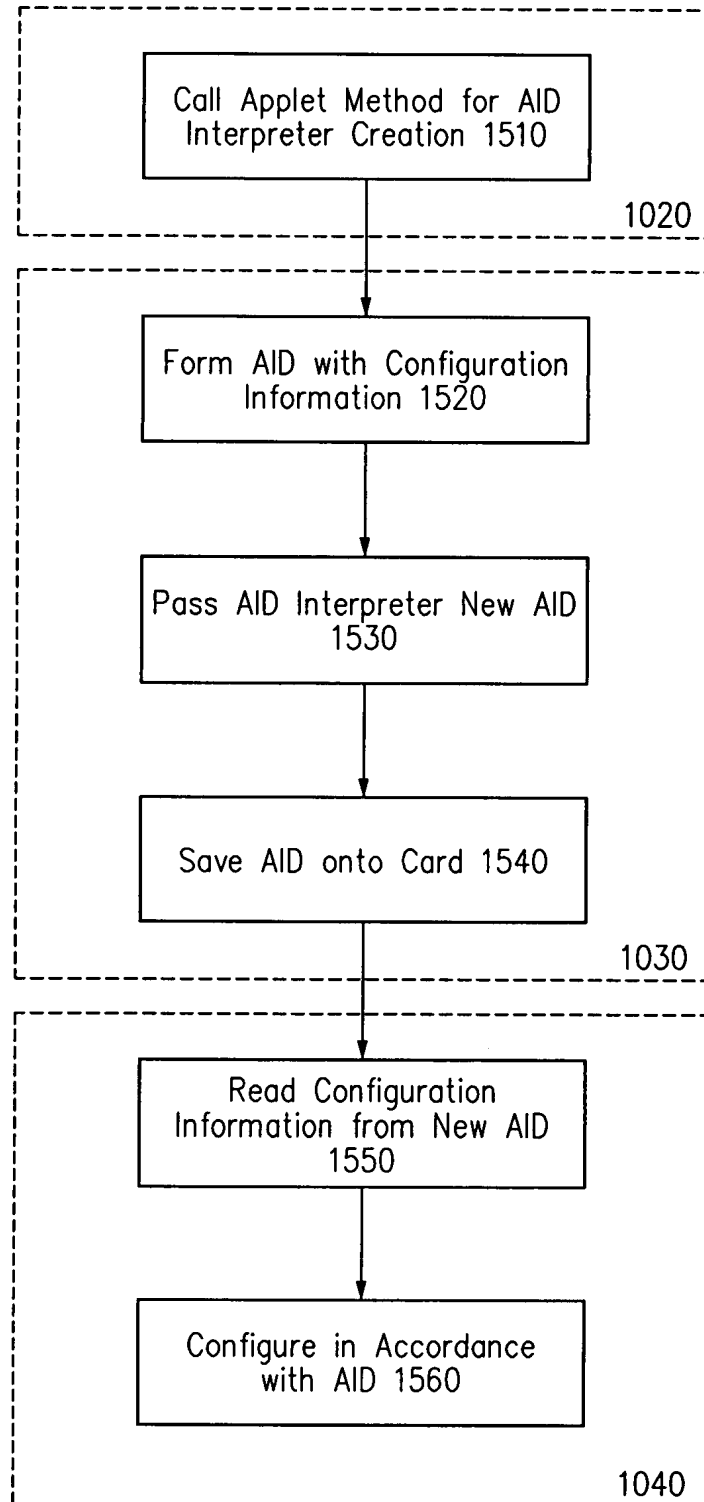 Call Applet Method for AID
Interpreter Creation 1510
1020
Form AID with Configuration
Information 1520
Pass AID Interpreter New AID
1530
Save AID onto Card 1540
1030
Read Configuration
Information from New AID
1550
Configure in Accordance
with AID 1560
1040